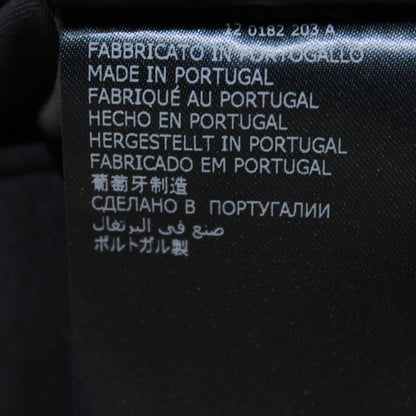 12 0182 203 A
FABBRICATO IN PORTOGALLO
MADE IN PORTUGAL
FABRIQUÉ AU PORTUGAL
HECHO EN PORTUGAL
HERGESTELLT IN PORTUGAL
FABRICADO EM PORTUGAL
葡萄牙制造
СДЕЛАНО В ПОРТУГАЛИИ
صنع في البرتغال
ポルトガル製